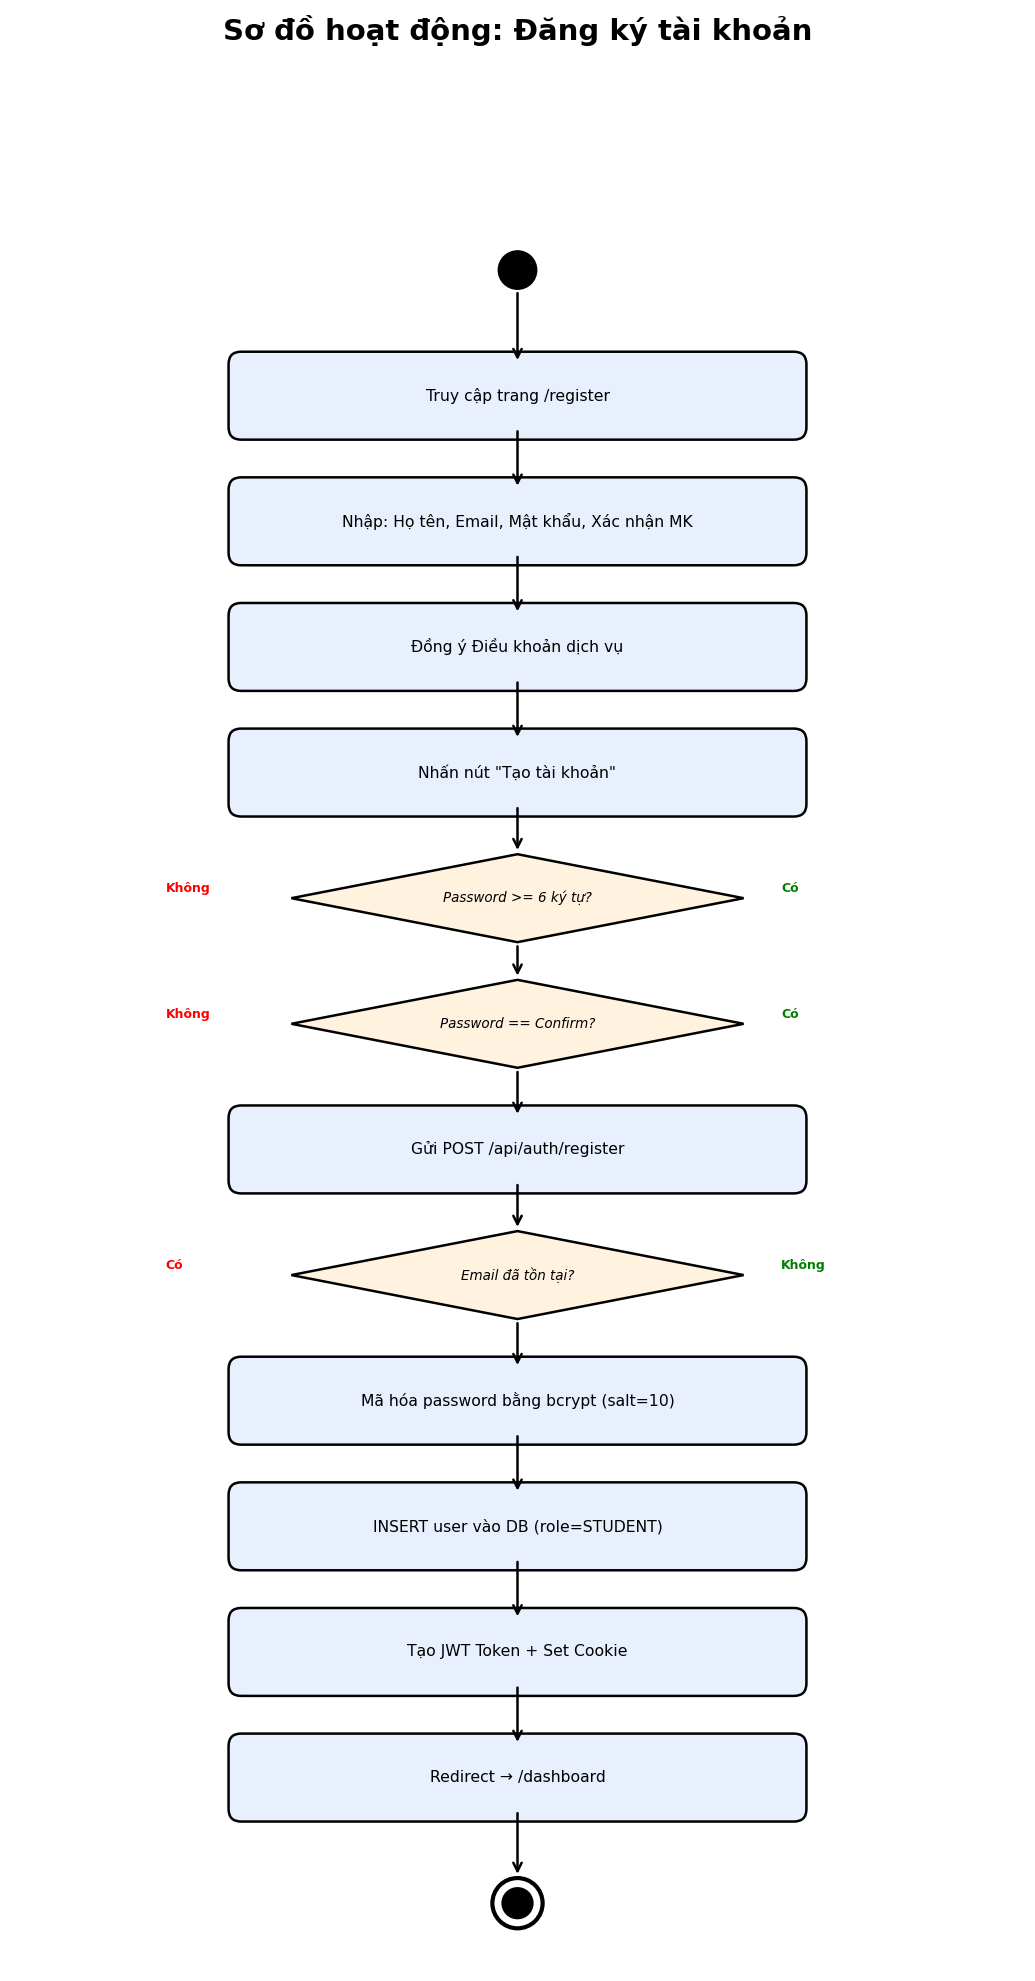 Sơ đồ hoạt động: Đăng ký tài khoản
Truy cập trang /register
Nhập: Họ tên, Email, Mật khẩu, Xác nhận MK
Đồng ý Điều khoản dịch vụ
Nhấn nút "Tạo tài khoản"
Không
Password >= 6 ký tự?
Có
Không
Password == Confirm?
Có
Gửi POST /api/auth/register
Có
Email đã tồn tại?
Không
Mã hóa password bằng bcrypt (salt=10)
INSERT user vào DB (role=STUDENT)
Tạo JWT Token + Set Cookie
Redirect → /dashboard